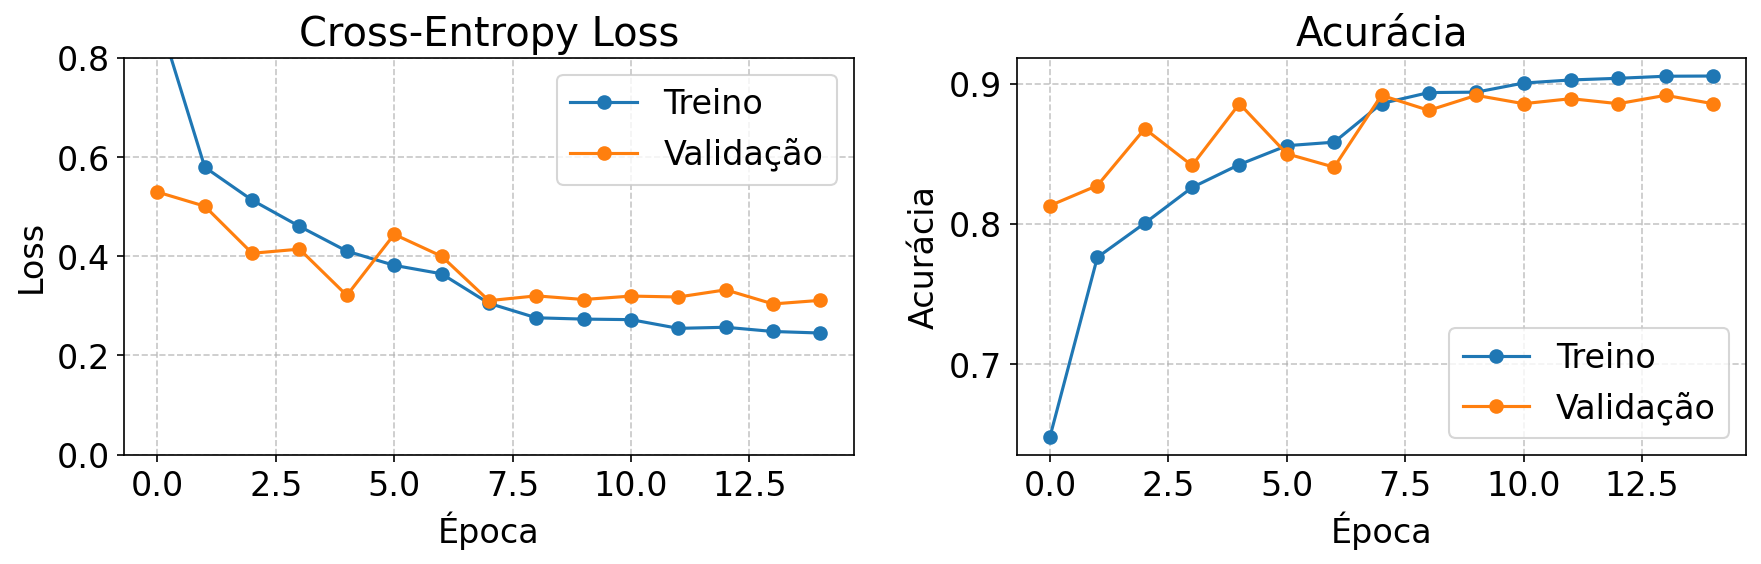 Cross-Entropy Loss
0.8
0.6
0.4
0.2
0.0
Loss
Treino
Validação
0.0 2.5 5.0 7.5 10.0 12.5
Época
Acurácia
0.9
0.8
0.7
Acurácia
Treino
Validação
0.0 2.5 5.0 7.5 10.0 12.5
Época